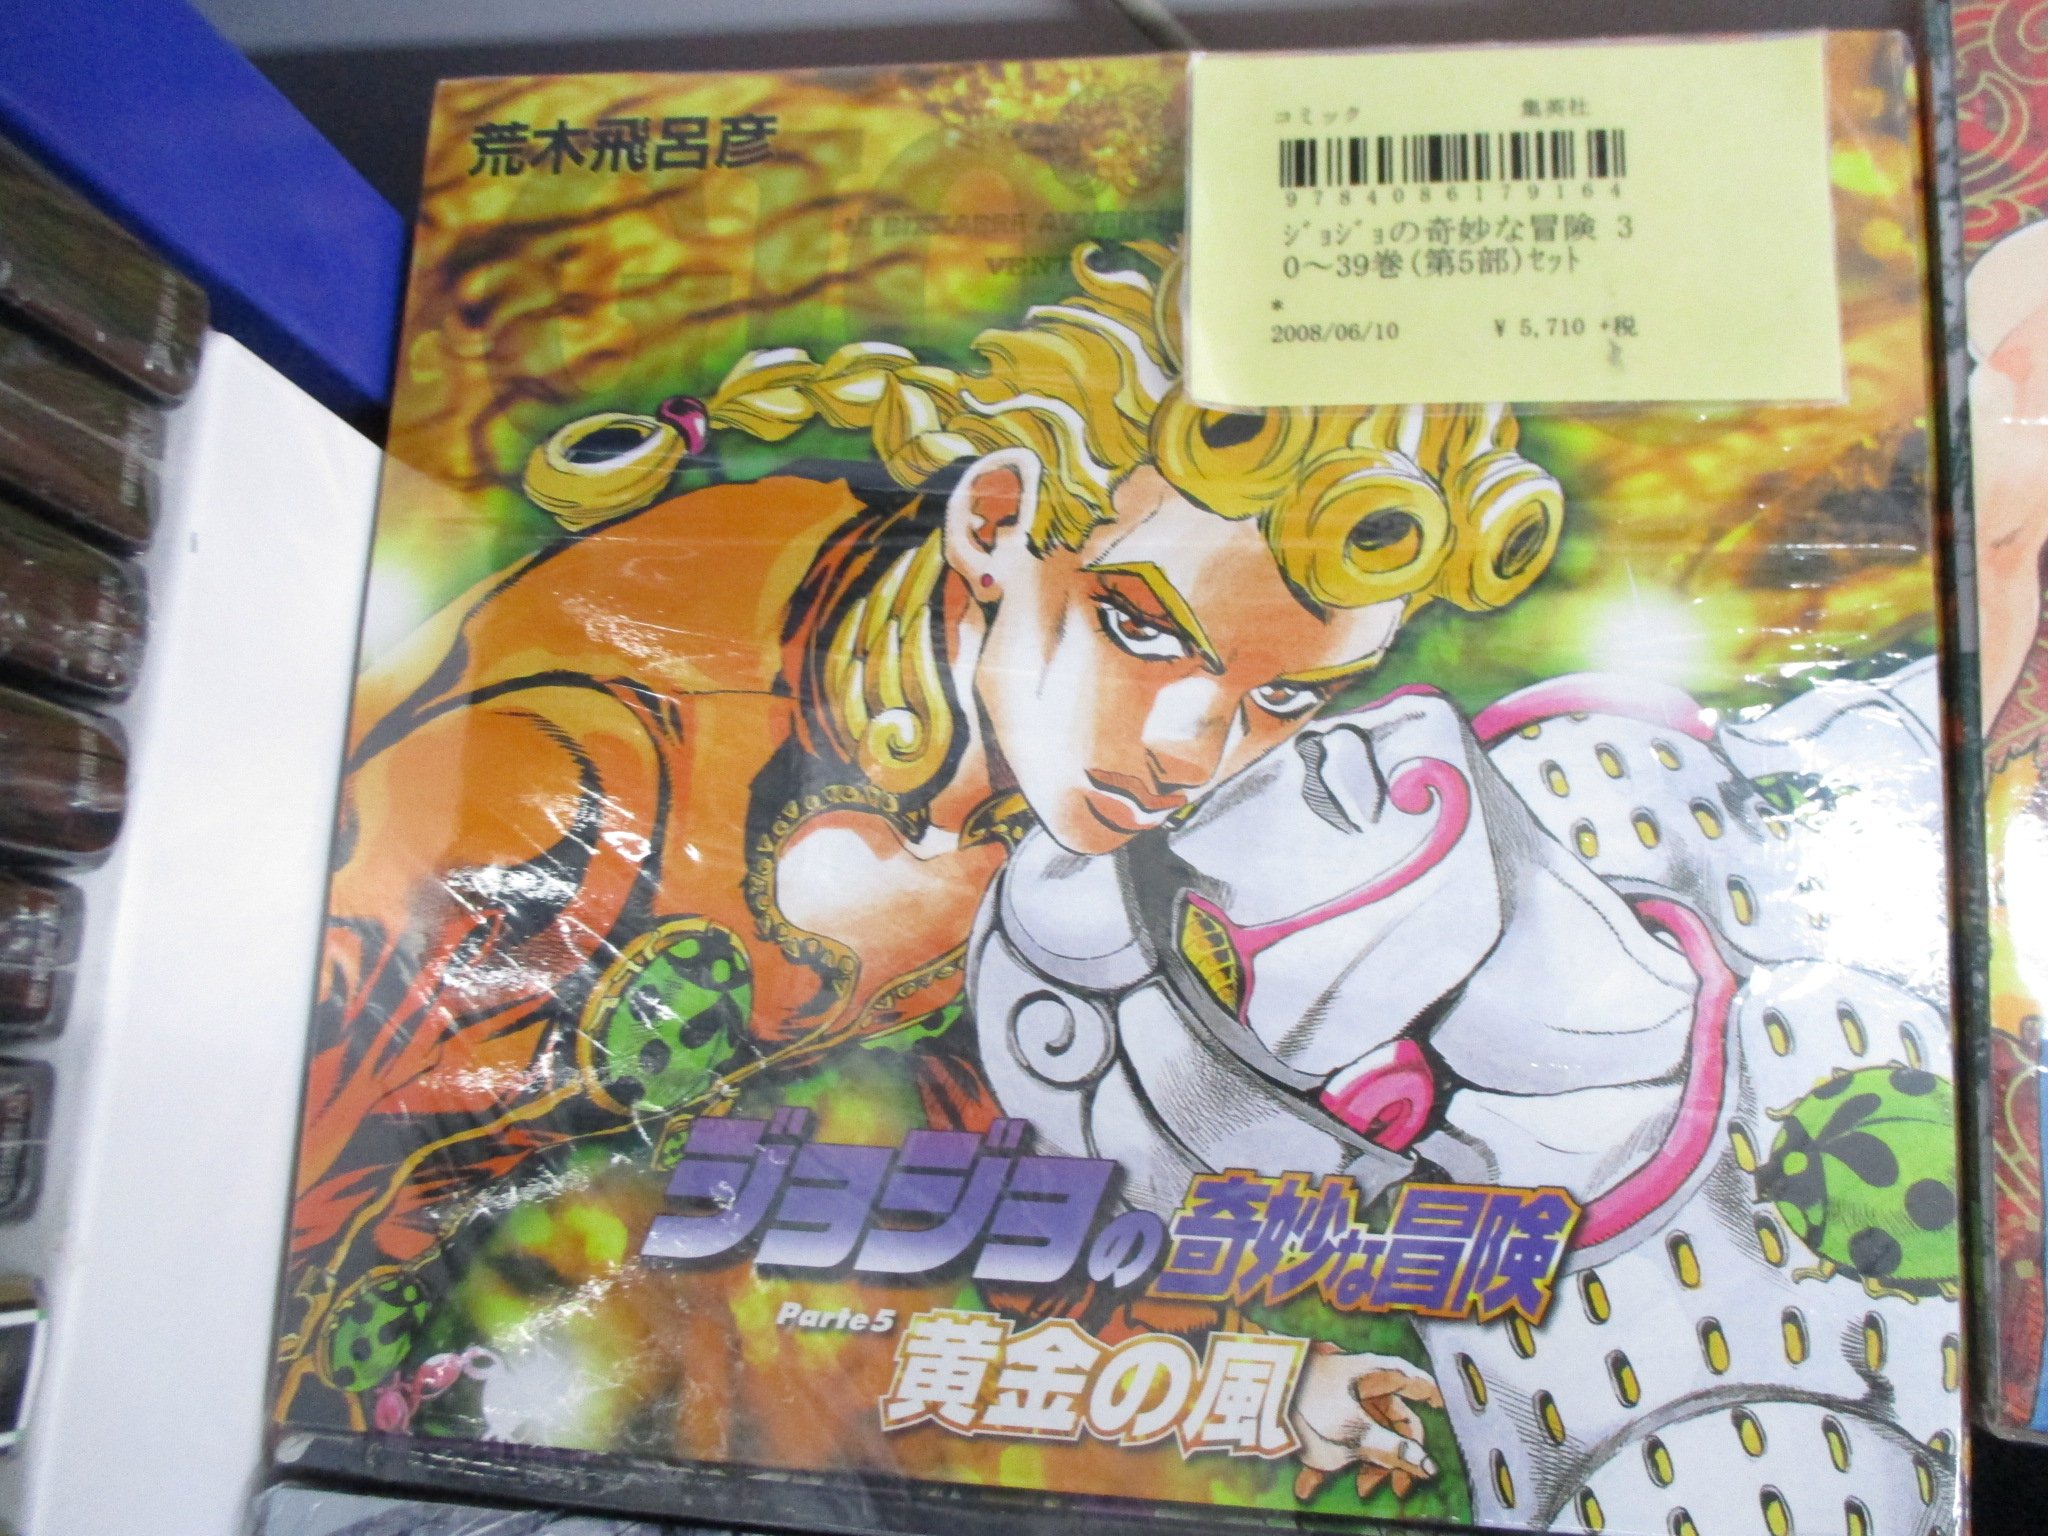 荒木飛呂彦
コミック 集英社
9784086179164
ジョジョの奇妙な冒険 3
0～39巻(第5部)セット
*
2008/06/10 ¥ 5,710 +税
ジョジョの奇妙な冒険
Parte5
黄金の風